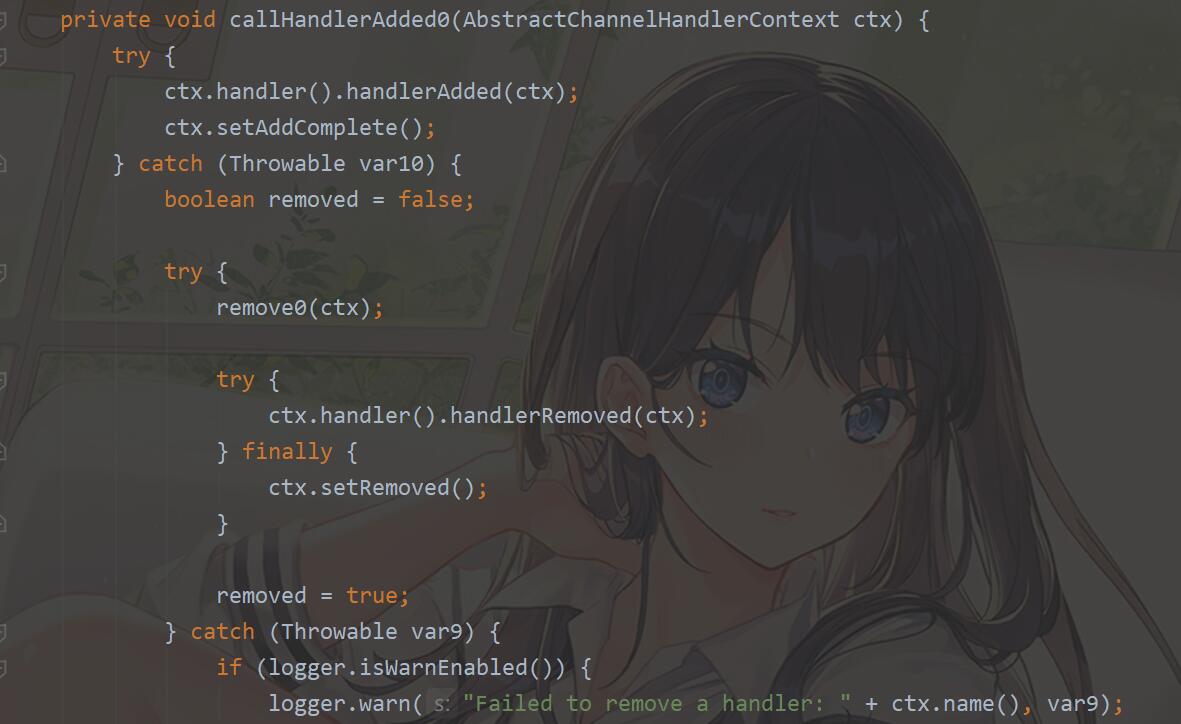 private void callHandlerAdded0(AbstractChannelHandlerContext ctx) {
try {
ctx.handler().handlerAdded(ctx);
ctx.setAddComplete();
} catch (Throwable var10) {
boolean removed = false;
try {
remove0(ctx);
try {
ctx.handler().handlerRemoved(ctx);
} finally {
ctx.setRemoved();
}
removed = true;
} catch (Throwable var9) {
if (logger.isWarnEnabled()) {
logger.warn( s: "Failed to remove a handler: " + ctx.name(), var9);